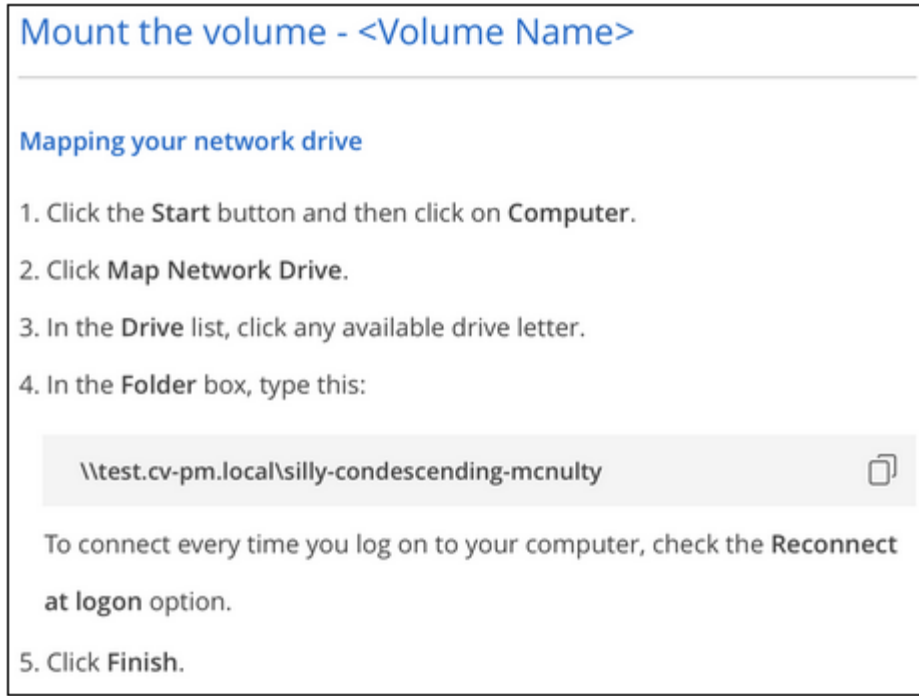 Mount the volume - <Volume Name>
Mapping your network drive
1. Click the Start button and then click on Computer.
2. Click Map Network Drive.
3. In the Drive list, click any available drive letter.
4. In the Folder box, type this:
\\test.cv-pm.local\silly-condescending-mcnulty
To connect every time you log on to your computer, check the Reconnect
at logon option.
5. Click Finish.